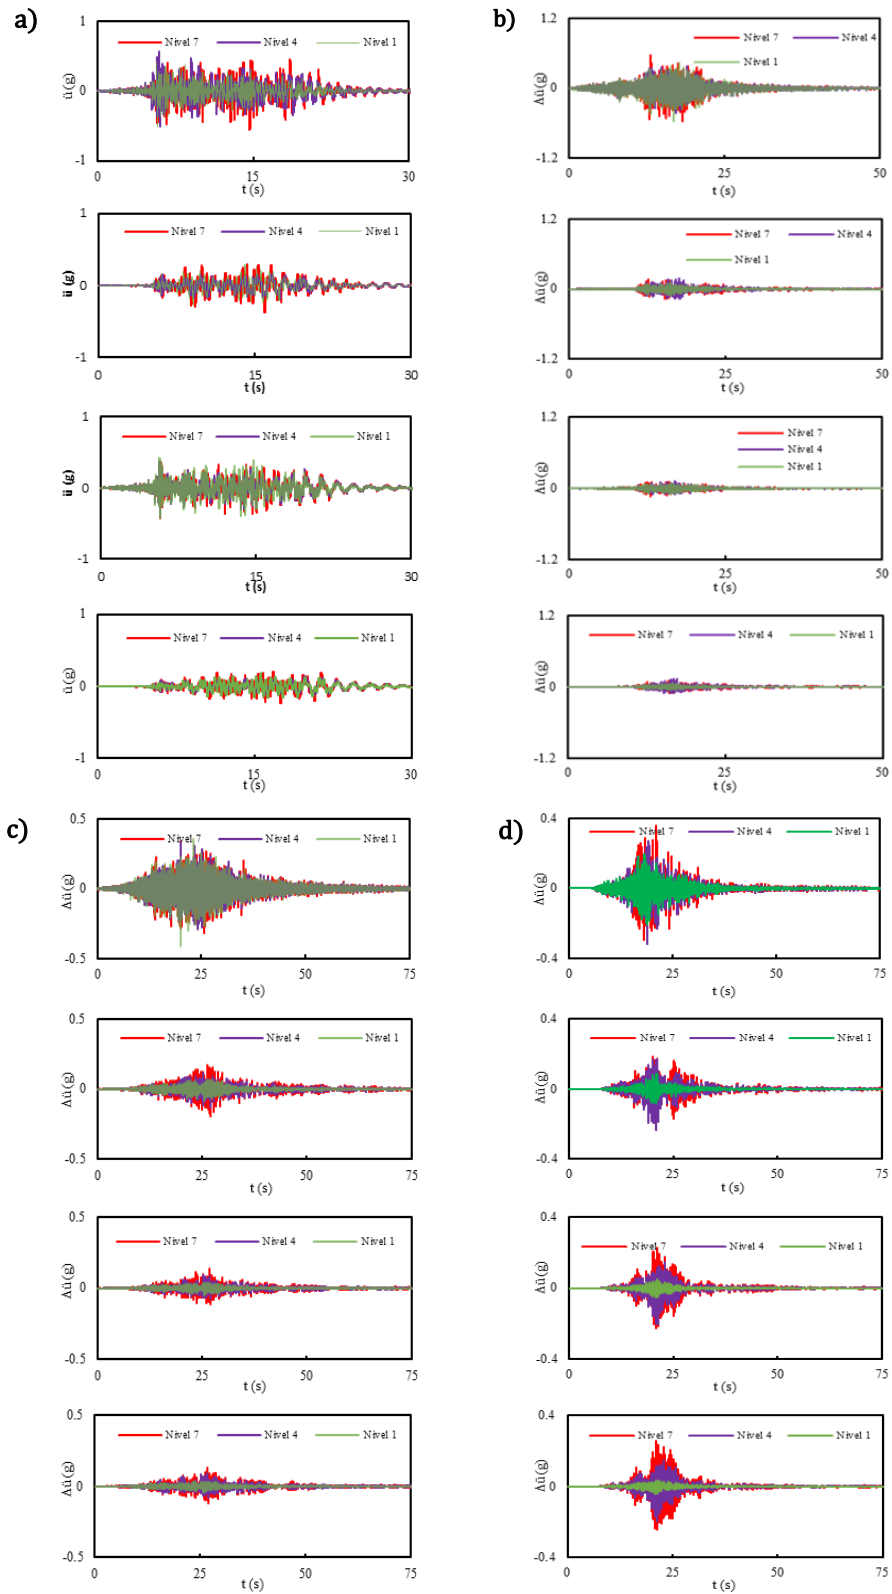 a)
1
Nivel 7 Nivel 4 Nivel 1
ü (g)
0
-1
0 15 30
t (s)
1
Nivel 7 Nivel 4 Nivel 1
ü (g)
0
-1
0 15 30
t (s)
1
Nivel 7 Nivel 4 Nivel 1
ü (g)
0
-1
0 15 30
t (s)
1
Nivel 7 Nivel 4 Nivel 1
ü (g)
0
-1
0 15 30
t (s)
b)
1.2
Nivel 7 Nivel 4
Nivel 1
Δü(g)
0.0
-1.2
0 25 50
t (s)
1.2
Nivel 7 Nivel 4
Nivel 1
Δü(g)
0
-1.2
0 25 50
t (s)
1.2
Nivel 7
Nivel 4
Nivel 1
Δü(g)
0
-1.2
0 25 50
t (s)
1.2
Nivel 7 Nivel 4 Nivel 1
Δü(g)
0
-1.2
0 25 50
t (s)
c)
0.5
Nivel 7 Nivel 4 Nivel 1
Δü(g)
0
-0.5
0 25 50 75
t (s)
0.5
Nivel 7 Nivel 4 Nivel 1
Δü(g)
0
-0.5
0 25 50 75
t (s)
0.5
Nivel 7 Nivel 4 Nivel 1
Δü(g)
0
-0.5
0 25 50 75
t (s)
0.5
Nivel 7 Nivel 4 Nivel 1
Δü(g)
0
-0.5
0 25 50 75
t (s)
d)
0.4
Nivel 7 Nivel 4 Nivel 1
Δü(g)
0
-0.4
0 25 50 75
t (s)
0.4
Nivel 7 Nivel 4 Nivel 1
Δü(g)
0
-0.4
0 25 50 75
t (s)
0.4
Nivel 7 Nivel 4 Nivel 1
Δü(g)
0
-0.4
0 25 50 75
t (s)
0.4
Nivel 7 Nivel 4 Nivel 1
Δü(g)
0
-0.4
0 25 50 75
t (s)